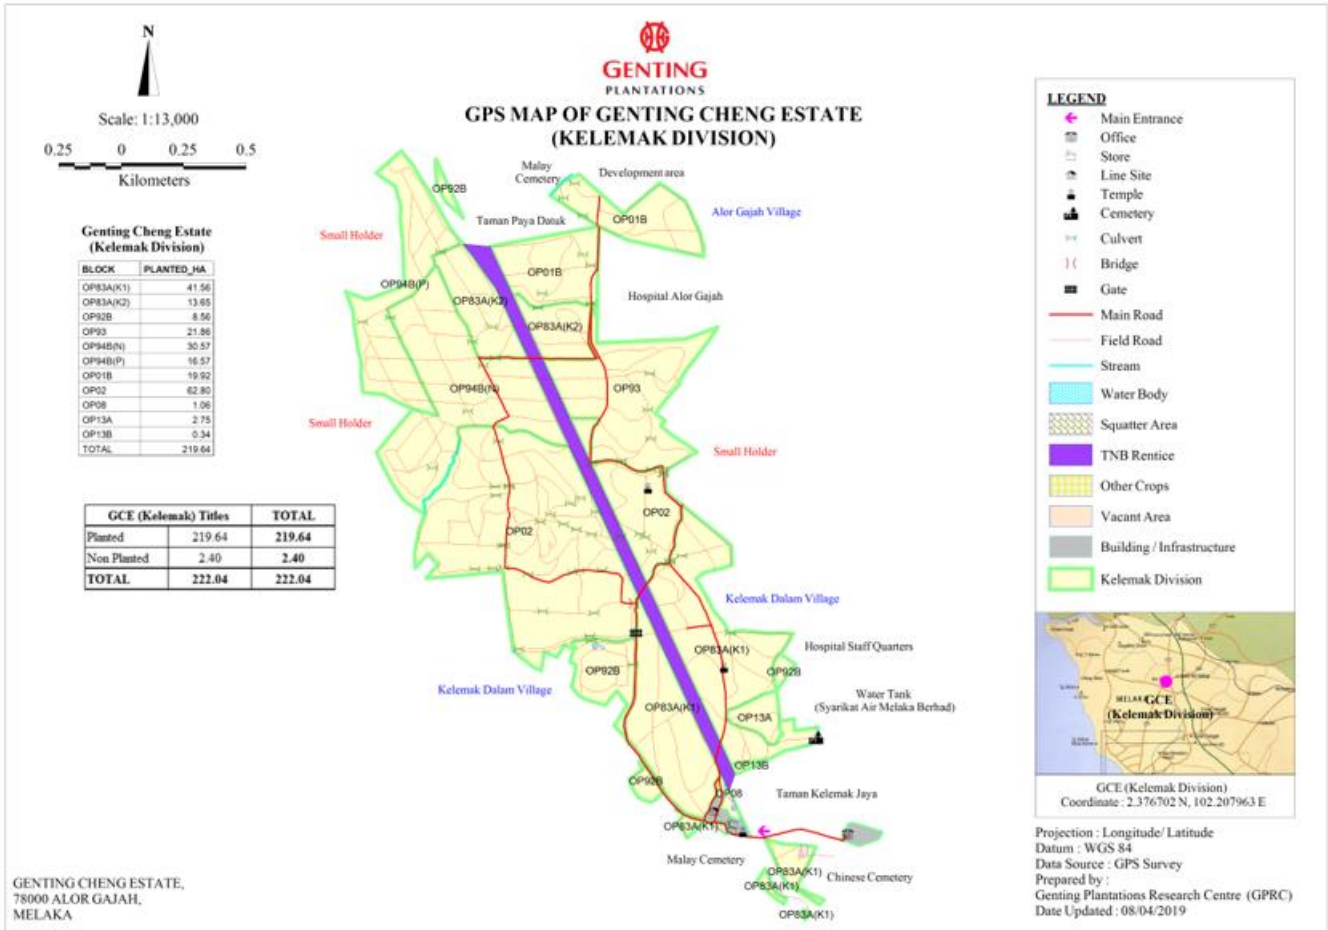 N
Scale: 1:13,000
0.25 0 0.25 0.5
Kilometers
GENTING
PLANTATIONS
GPS MAP OF GENTING CHENG ESTATE
(KELEMAK DIVISION)
Genting Cheng Estate
(Kelemak Division)
BLOCK PLANTED_HA
OP83A(K1) 41.56
OP83A(K2) 13.65
OP92B 8.56
OP93 21.86
OP94B(N) 30.57
OP94B(P) 16.57
OP01B 19.92
OP02 62.80
OP08 1.06
OP13A 2.75
OP13B 0.34
TOTAL 219.64
GCE (Kelemak) Titles TOTAL
Planted 219.64 219.64
Non Planted 2.40 2.40
TOTAL 222.04 222.04
Malay
Cemetery
Development area
OP92B
Taman Paya Datuk
OP01B
Alor Gajah Village
Small Holder
OP01B
OP94B(P)
OP83A(K2)
Hospital Alor Gajah
OP83A(K2)
OP94B(N)
OP93
Small Holder
Small Holder
OP02
OP02
Kelemak Dalam Village
OP83A(K1)
Hospital Staff Quarters
OP92B
OP92B
Kelemak Dalam Village
Water Tank
(Syarikat Air Melaka Berhad)
OP83A(K1)
OP13A
OP13B
OP92B
OP08
Taman Kelemak Jaya
OP83A(K1)
Malay Cemetery
OP83A(K1)
Chinese Cemetery
OP83A(K1)
OP83A(K1)
LEGEND
Main Entrance
Office
Store
Line Site
Temple
Cemetery
Culvert
Bridge
Gate
Main Road
Field Road
Stream
Water Body
Squatter Area
TNB Rentice
Other Crops
Vacant Area
Building / Infrastructure
Kelemak Division
GCE
(Kelemak Division)
GCE (Kelemak Division)
Coordinate : 2.376702 N, 102.207963 E
Projection : Longitude/ Latitude
Datum : WGS 84
Data Source : GPS Survey
Prepared by :
Genting Plantations Research Centre (GPRC)
Date Updated : 08/04/2019
GENTING CHENG ESTATE,
78000 ALOR GAJAH,
MELAKA